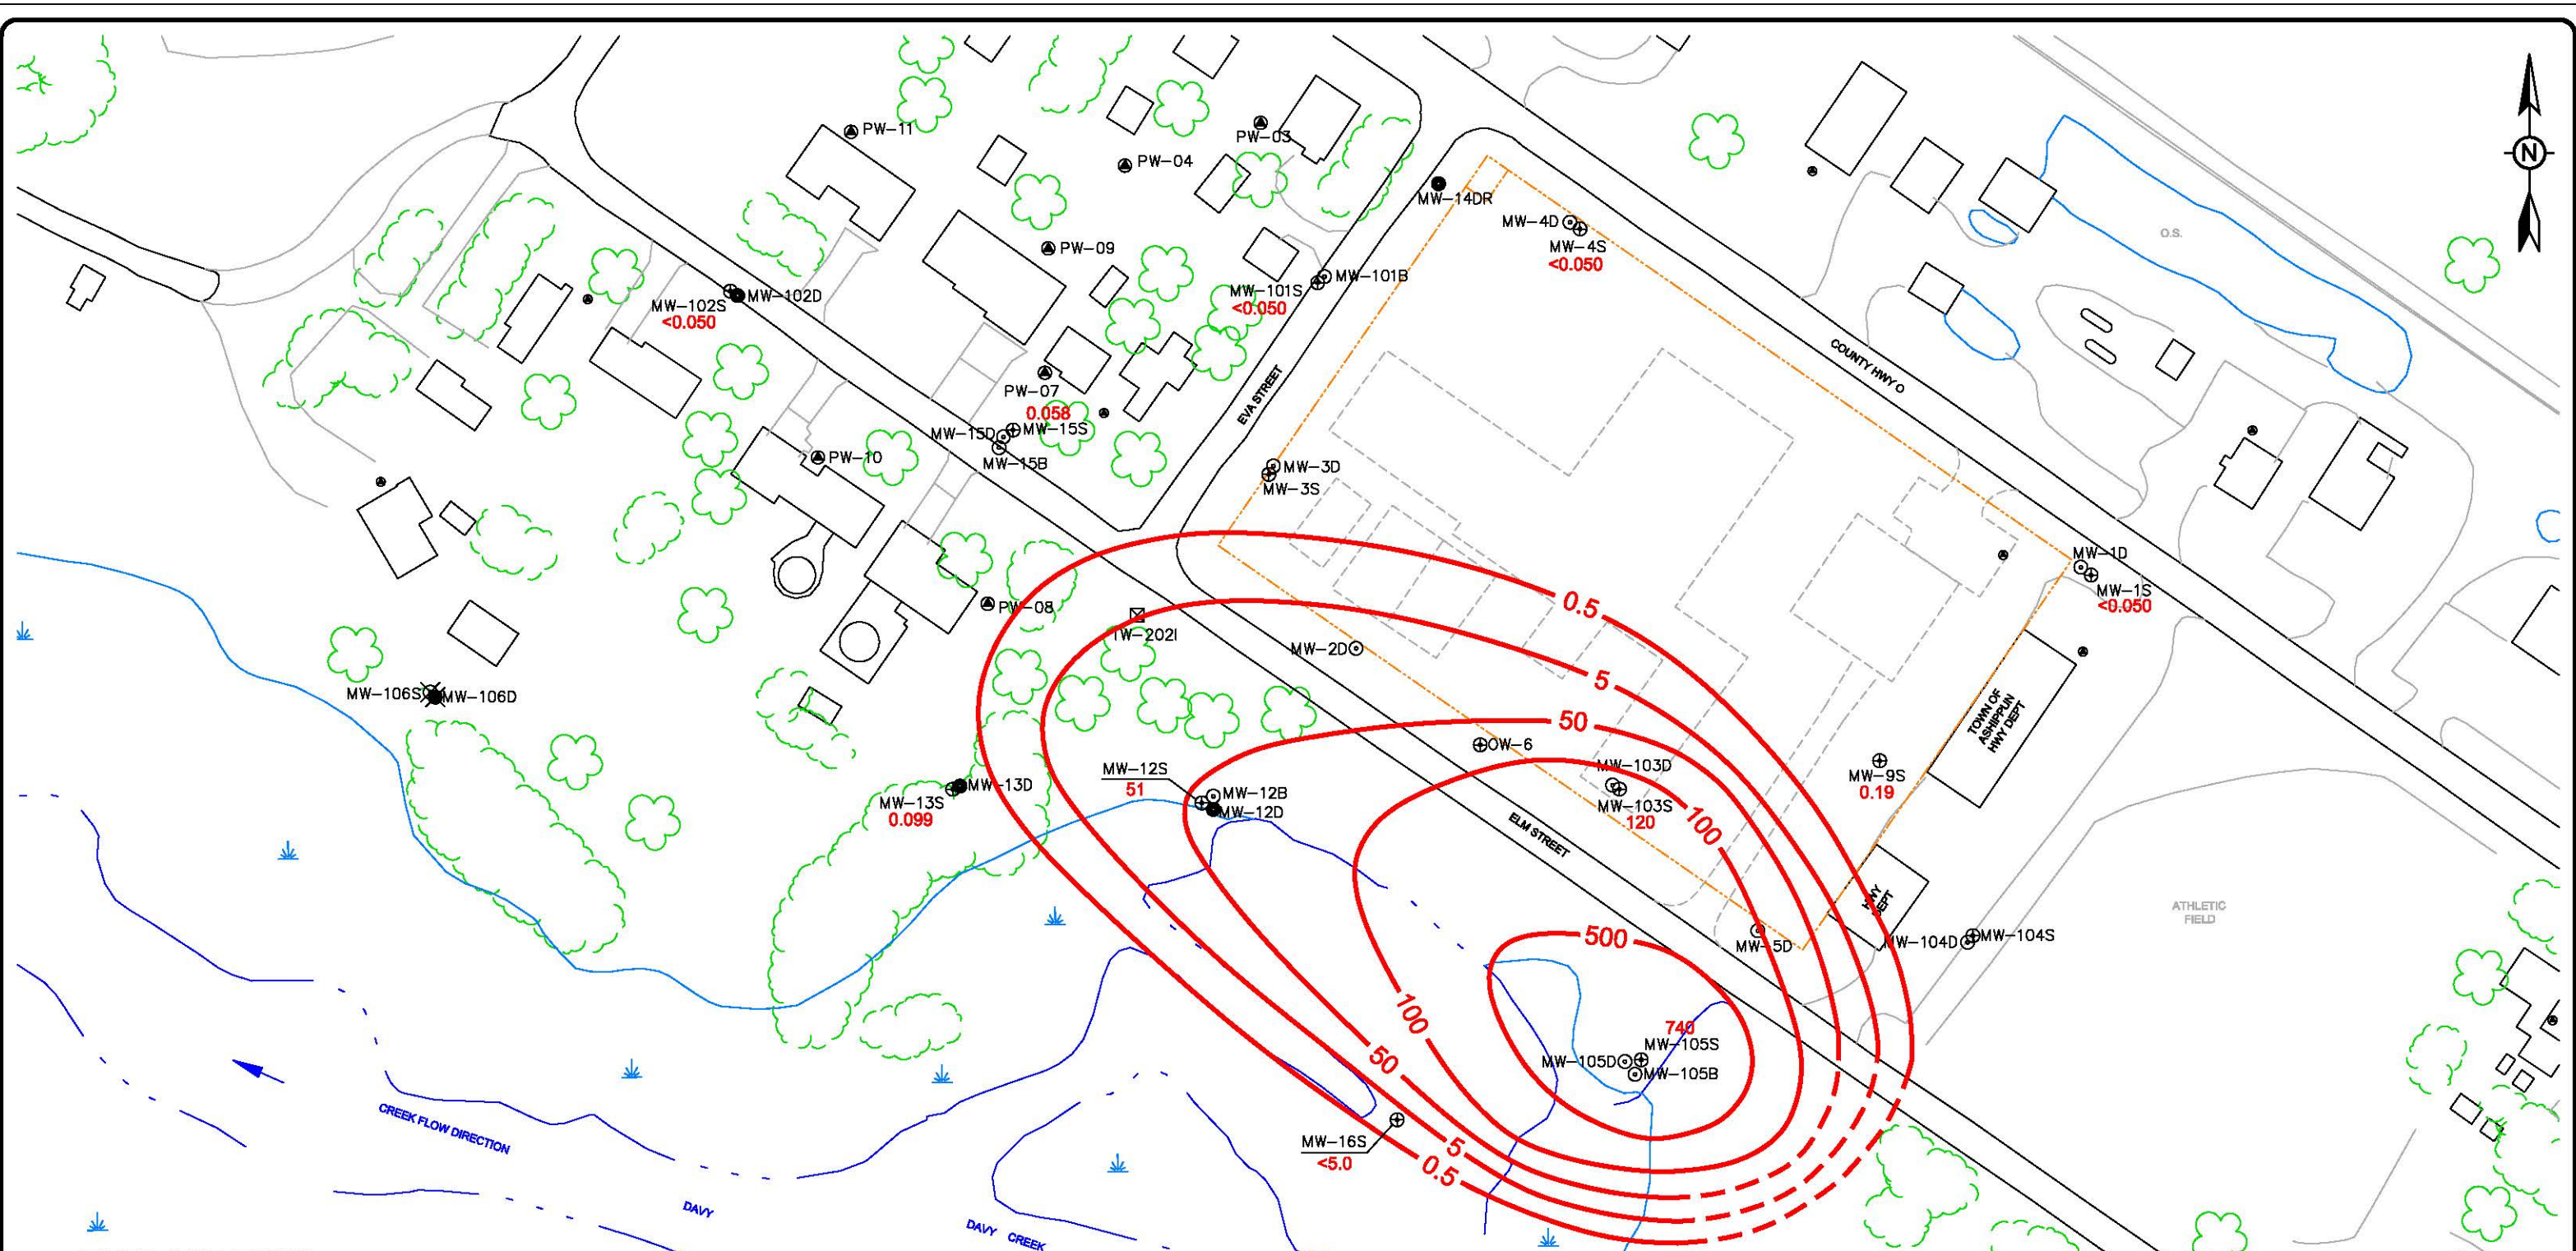 PW-11
PW-03
PW-04
N
MW-14DR
MW-4D
MW-4S
<0.050
O.S.
PW-09
MW-101B
MW-101S
<0.050
MW-102S
MW-102D
<0.050
COUNTY HWY O
EVA STREET
PW-07
0.058
MW-15D
MW-15S
MW-15B
PW-10
MW-3D
MW-3S
MW-1D
MW-1S
<0.050
0.5
PW-08
TW-202I
MW-2D
5
MW-106S
MW-106D
TOWN OF
ASHIPPUN
HWY DEPT
50
OW-6
MW-103D
MW-103S
120
100
MW-9S
0.19
MW-12S
51
MW-12B
MW-12D
MW-13D
MW-13S
0.099
ELM STREET
HWY
DEPT
ATHLETIC
FIELD
500
MW-5D
MW-104D
MW-104S
100
740
MW-105S
MW-105D
MW-105B
50
CREEK FLOW DIRECTION
MW-16S
<5.0
5
0.5
DAVY
DAVY CREEK